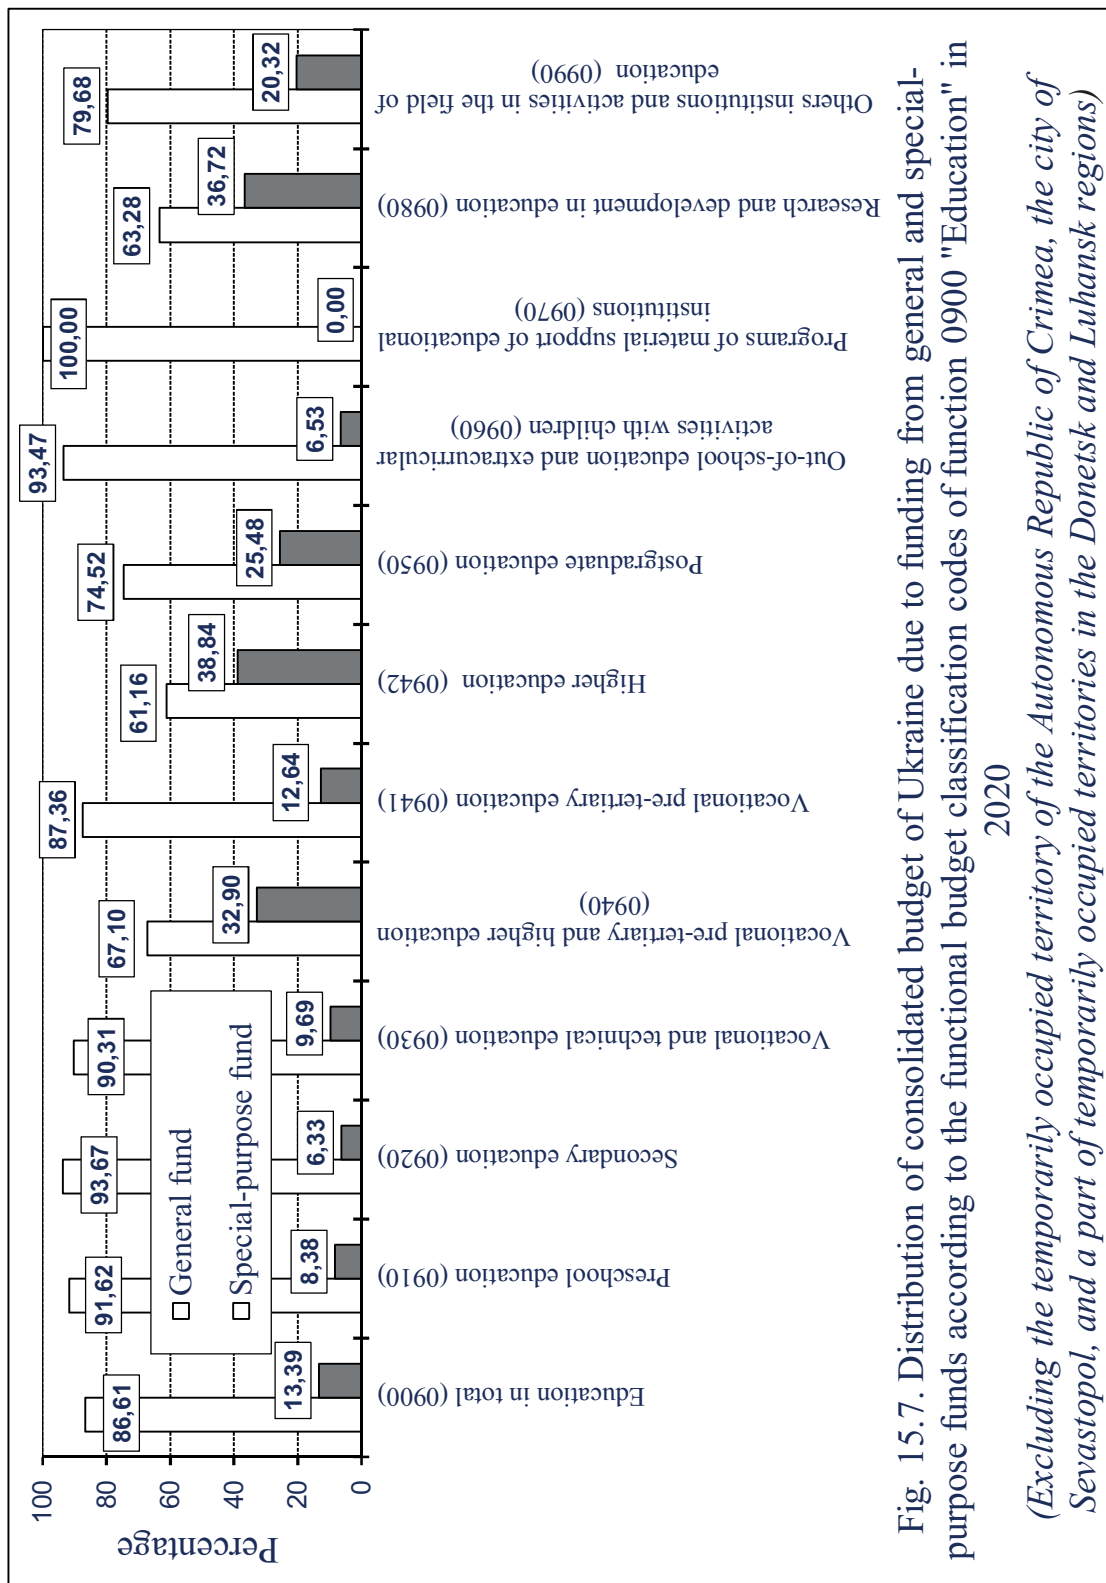 Percentage
100
80
60
40
20
0
General fund
Special-purpose fund
86,61
13,39
91,62
8,38
93,67
6,33
90,31
9,69
67,10
32,90
87,36
12,64
61,16
38,84
74,52
25,48
93,47
6,53
100,00
0,00
63,28
36,72
79,68
20,32
Education in total (0900)
Preschool education (0910)
Secondary education (0920)
Vocational and technical education (0930)
Vocational pre-tertiary and higher education
(0940)
Vocational pre-tertiary education (0941)
Higher education (0942)
Postgraduate education (0950)
Out-of-school education and extracurricular
activities with children (0960)
Programs of material support of educational
institutions (0970)
Research and development in education (0980)
Others institutions and activities in the field of
education (0990)
Fig. 15.7. Distribution of consolidated budget of Ukraine due to funding from general and special-
purpose funds according to the functional budget classification codes of function 0900 "Education" in
2020
(Excluding the temporarily occupied territory of the Autonomous Republic of Crimea, the city of
Sevastopol, and a part of temporarily occupied territories in the Donetsk and Luhansk regions)